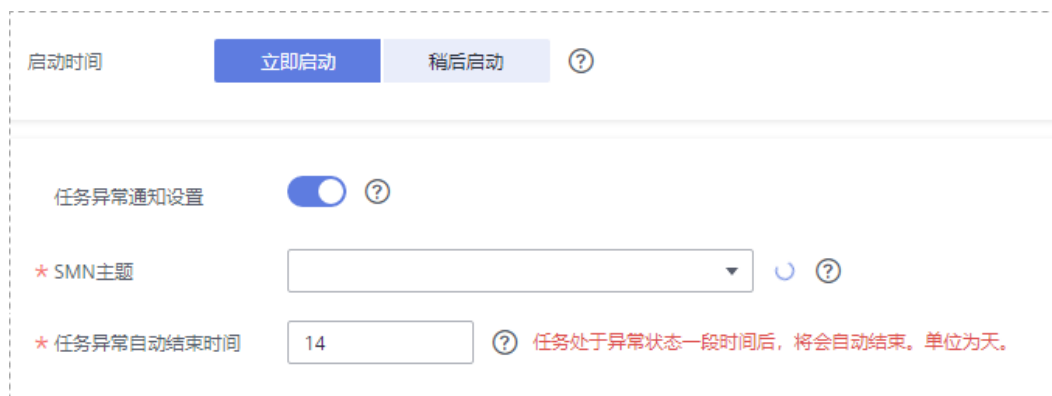 启动时间 立即启动 稍后启动 ?
任务异常通知设置 ?
* SMN主题 ?
* 任务异常自动结束时间 14 ? 任务处于异常状态一段时间后，将会自动结束。单位为天。